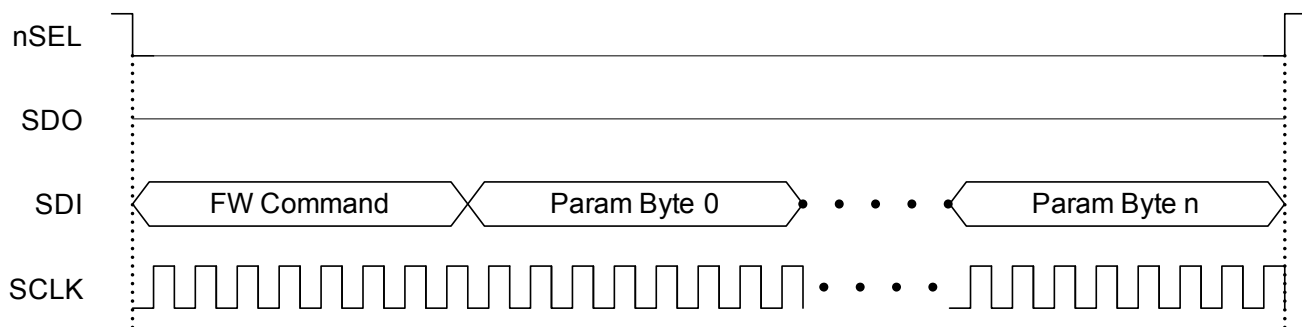 nSEL
SDO
SDI FW Command Param Byte 0 Param Byte n
SCLK